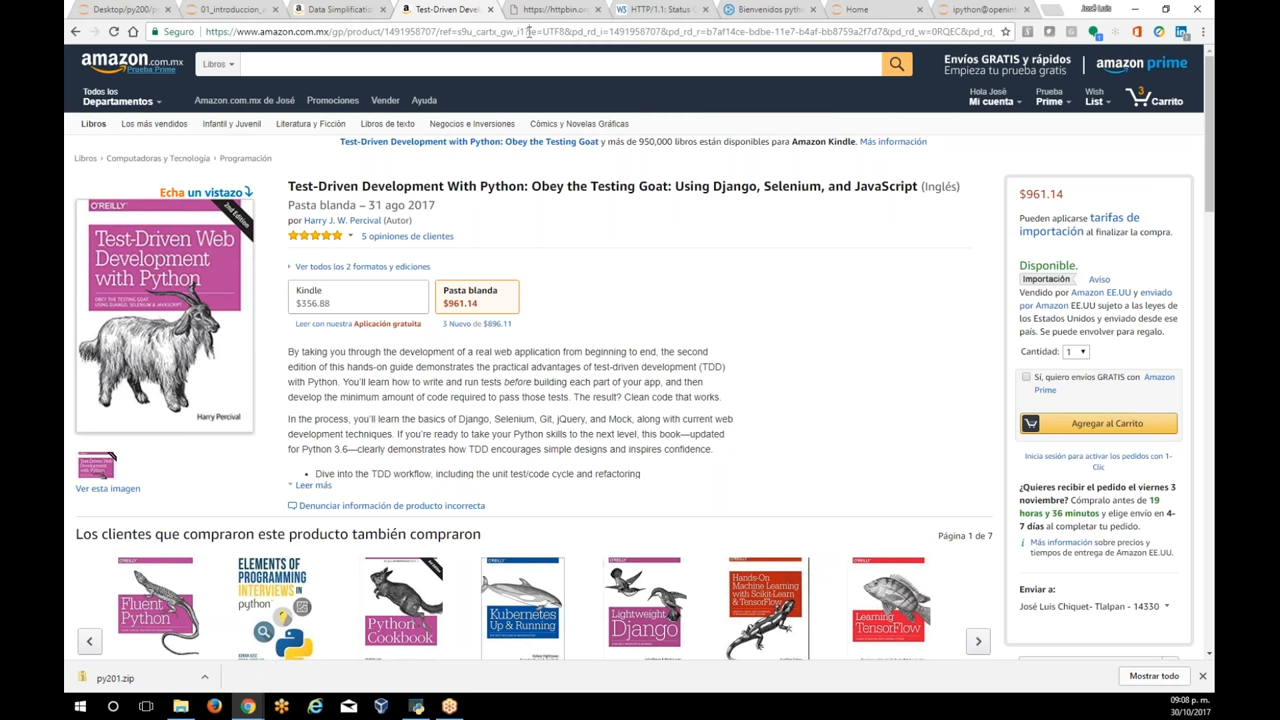 Desktop/py200/
01_introduccion_
Data Simplification
Test-Driven Devel
https://httpbin.org
HTTP/1.1: Status C
Bienvenidos pytho
Home
ipython@openint
José Luis
Seguro
https://www.amazon.com.mx/gp/product/1491958707/ref=s9u_cartx_gw_i1?ie=UTF8&pd_rd_i=1491958707&pd_rd_r=b7af14ce-bdbe-11e7-b4af-bb8759a2f7d7&pd_rd_w=0RQEC&pd_rd_
amazon.com.mx
Prueba Prime
Libros
Envíos GRATIS y rápidos
Empieza tu prueba gratis
amazon prime
Todos los
Departamentos
Amazon.com.mx de José
Promociones
Vender
Ayuda
Hola José
Mi cuenta
Prueba
Prime
Wish
List
3
Carrito
Libros
Los más vendidos
Infantil y Juvenil
Literatura y Ficción
Libros de texto
Negocios e Inversiones
Cómics y Novelas Gráficas
Test-Driven Development with Python: Obey the Testing Goat y más de 950,000 libros están disponibles para Amazon Kindle. Más información
Libros › Computadoras y Tecnología › Programación
Echa un vistazo
O'REILLY
2nd Edition
Test-Driven Web
Development
with Python
OBEY THE TESTING GOAT:
USING DJANGO, SELENIUM & JAVASCRIPT
Harry Percival
Ver esta imagen
Test-Driven Development With Python: Obey the Testing Goat: Using Django, Selenium, and JavaScript (Inglés)
Pasta blanda – 31 ago 2017
por Harry J. W. Percival (Autor)
5 opiniones de clientes
Ver todos los 2 formatos y ediciones
Kindle
$356.88
Pasta blanda
$961.14
Leer con nuestra Aplicación gratuita
3 Nuevo de $896.11
By taking you through the development of a real web application from beginning to end, the second
edition of this hands-on guide demonstrates the practical advantages of test-driven development (TDD)
with Python. You'll learn how to write and run tests before building each part of your app, and then
develop the minimum amount of code required to pass those tests. The result? Clean code that works.
In the process, you'll learn the basics of Django, Selenium, Git, jQuery, and Mock, along with current web
development techniques. If you're ready to take your Python skills to the next level, this book—updated
for Python 3.6—clearly demonstrates how TDD encourages simple designs and inspires confidence.
• Dive into the TDD workflow, including the unit test/code cycle and refactoring
Leer más
Denunciar información de producto incorrecta
$961.14
Pueden aplicarse tarifas de
importación al finalizar la compra.
Disponible.
Importación Aviso
Vendido por Amazon EE.UU y enviado
por Amazon EE.UU sujeto a las leyes de
los Estados Unidos y enviado desde ese
país. Se puede envolver para regalo.
Cantidad: 1
Sí, quiero envíos GRATIS con Amazon
Prime
Agregar al Carrito
Inicia sesión para activar los pedidos con 1-
Clic
¿Quieres recibir el pedido el viernes 3
noviembre? Cómpralo antes de 19
horas y 36 minutos y elige envío en 4-
7 días al completar tu pedido.
Más información sobre precios y
tiempos de entrega de Amazon EE.UU.
Enviar a:
José Luis Chiquet- Tlalpan - 14330
Los clientes que compraron este producto también compraron
Página 1 de 7
Fluent
Python
ELEMENTS OF
PROGRAMMING
INTERVIEWS
in python
Python
Cookbook
O'REILLY
Kubernetes
Up & Running
O'REILLY
Lightweight
Django
O'REILLY
Hands-On
Machine Learning
with Scikit-Learn
& TensorFlow
O'REILLY
Learning
TensorFlow
py201.zip
Mostrar todo
09:08 p. m.
30/10/2017